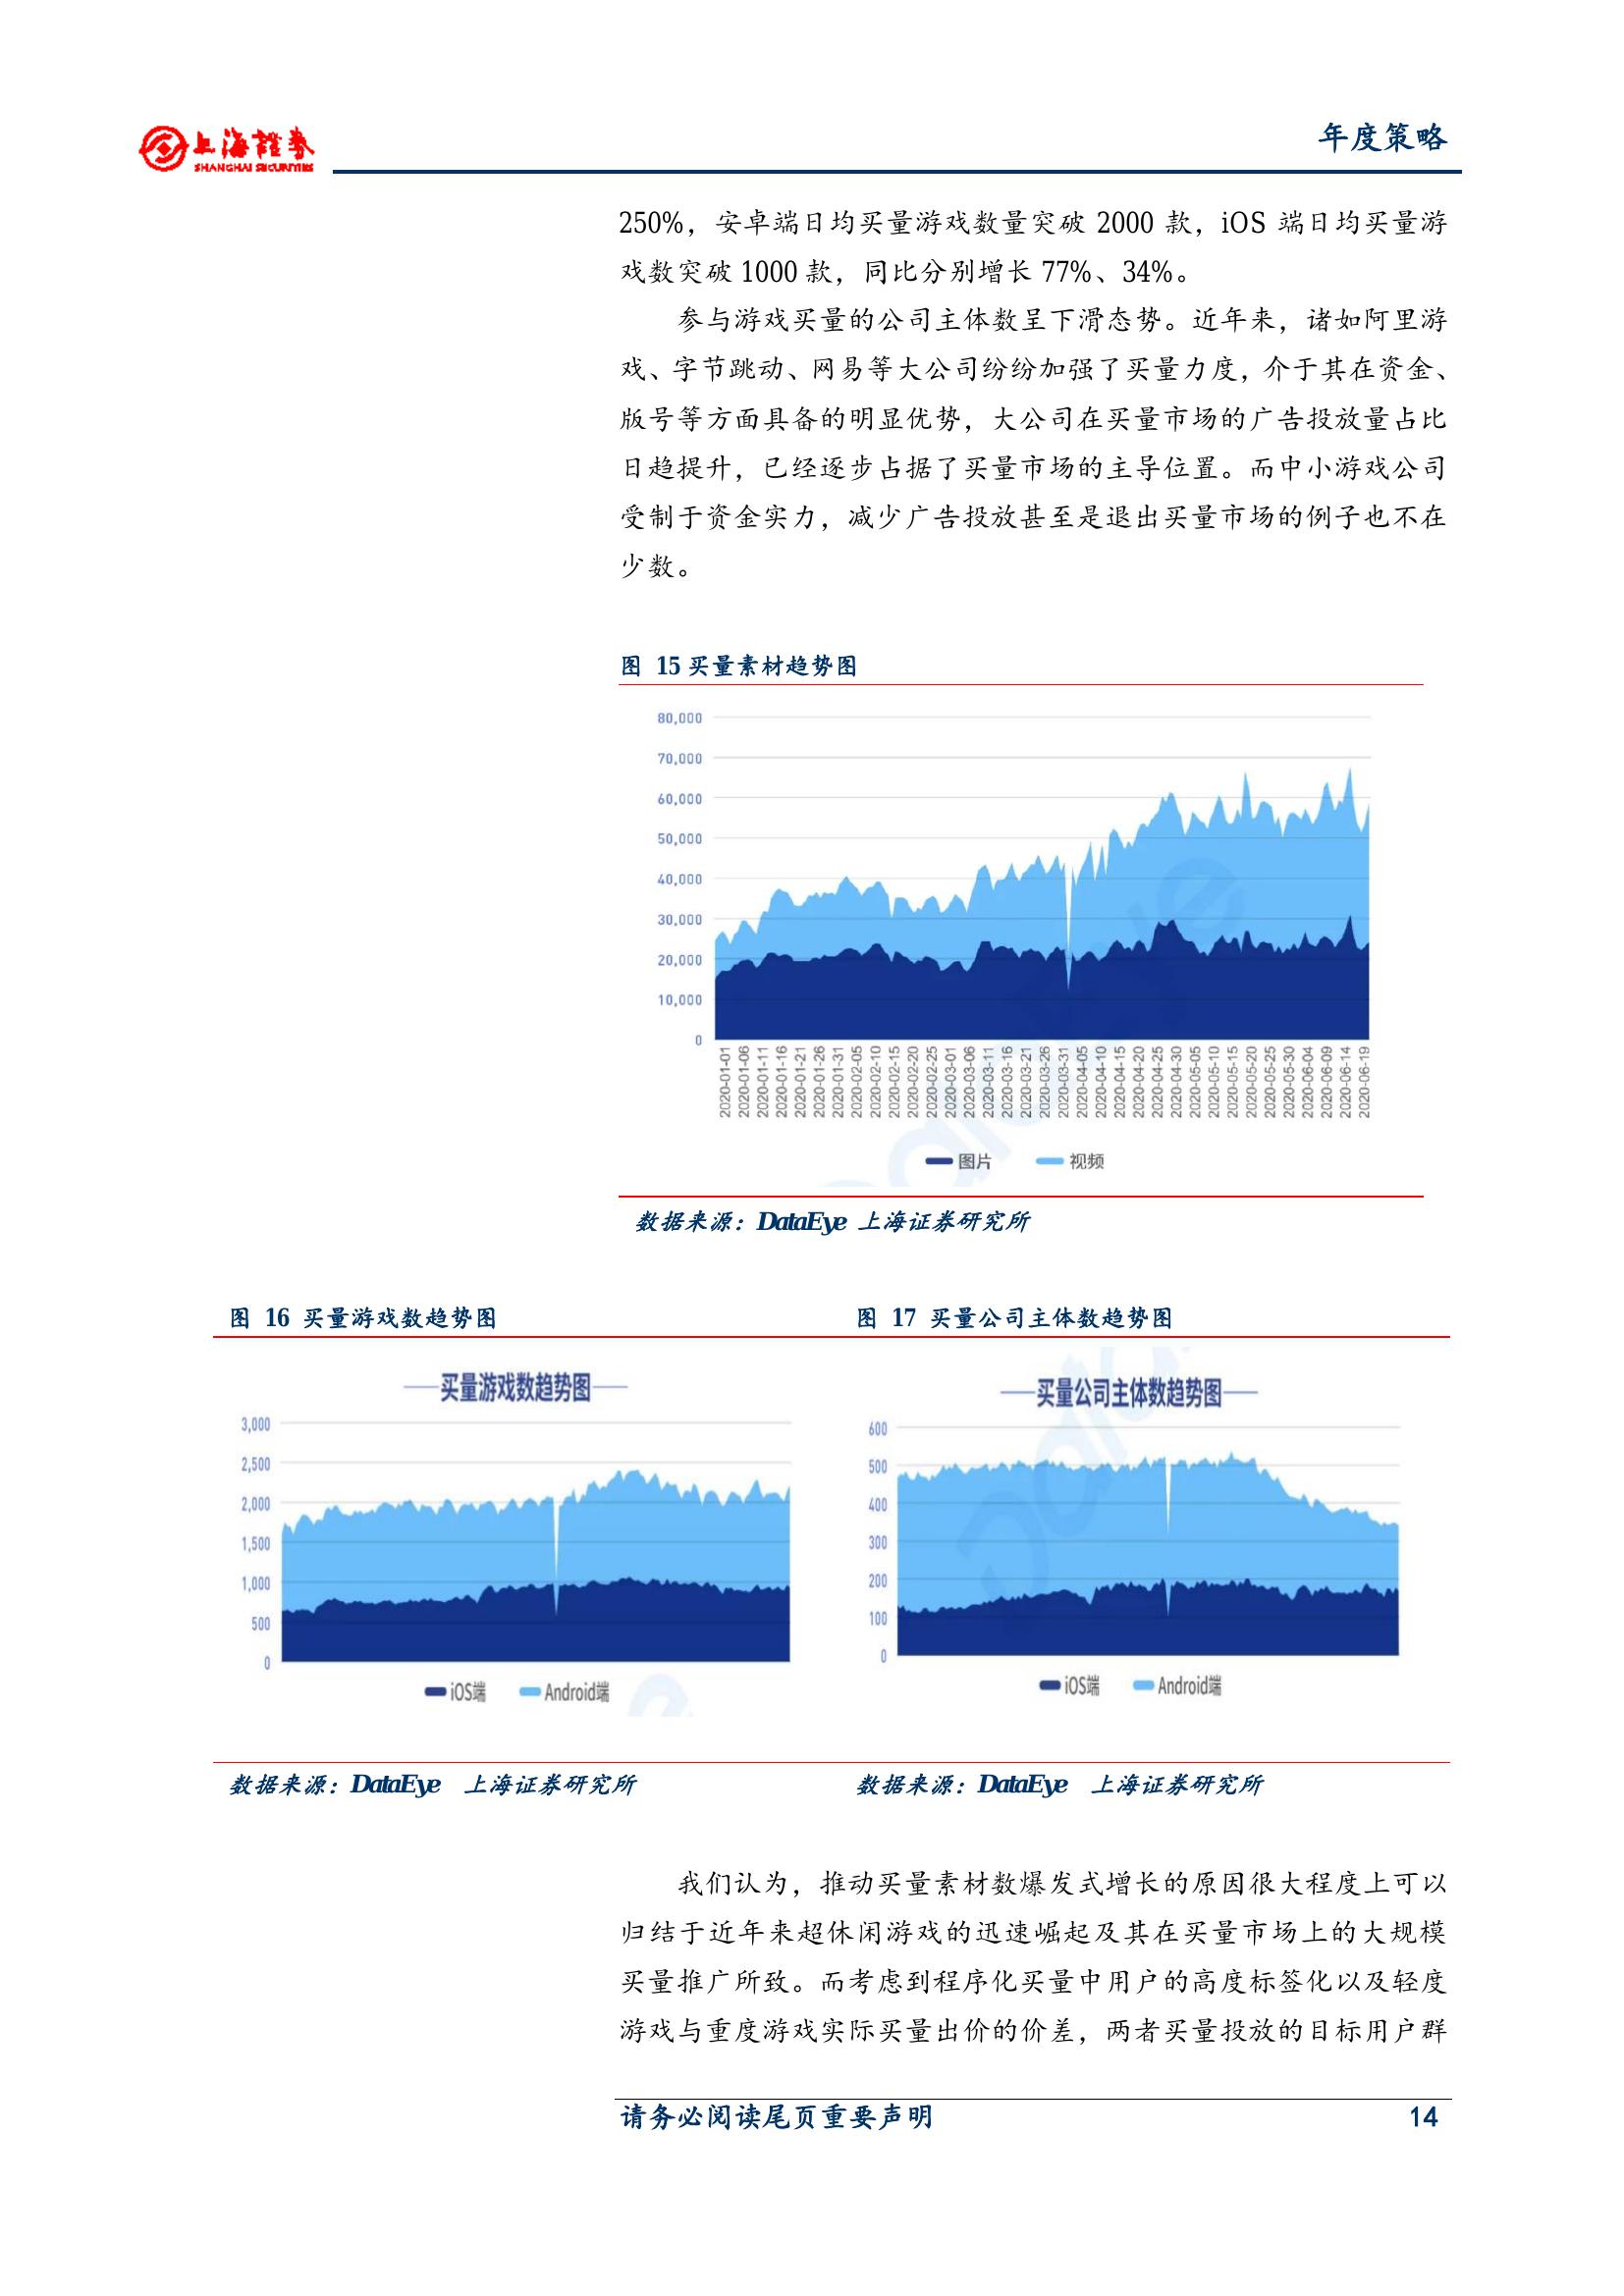 上海證券
SHANGHAI SECURITIES
年度策略
250%，安卓端日均买量游戏数量突破 2000 款，iOS 端日均买量游
戏数突破 1000 款，同比分别增长 77%、34%。
参与游戏买量的公司主体数呈下滑态势。近年来，诸如阿里游
戏、字节跳动、网易等大公司纷纷加强了买量力度，介于其在资金、
版号等方面具备的明显优势，大公司在买量市场的广告投放量占比
日趋提升，已经逐步占据了买量市场的主导位置。而中小游戏公司
受制于资金实力，减少广告投放甚至是退出买量市场的例子也不在
少数。
图 15 买量素材趋势图
80,000
70,000
60,000
50,000
40,000
30,000
20,000
10,000
0
2020-01-01
2020-01-06
2020-01-11
2020-01-16
2020-01-21
2020-01-26
2020-01-31
2020-02-05
2020-02-10
2020-02-15
2020-02-20
2020-02-25
2020-03-01
2020-03-06
2020-03-11
2020-03-16
2020-03-21
2020-03-26
2020-03-31
2020-04-05
2020-04-10
2020-04-15
2020-04-20
2020-04-25
2020-04-30
2020-05-05
2020-05-10
2020-05-15
2020-05-20
2020-05-25
2020-05-30
2020-06-04
2020-06-09
2020-06-14
2020-06-19
图片 视频
数据来源：DataEye 上海证券研究所
图 16 买量游戏数趋势图
买量游戏数趋势图
3,000
2,500
2,000
1,500
1,000
500
0
iOS端 Android端
数据来源：DataEye 上海证券研究所
图 17 买量公司主体数趋势图
买量公司主体数趋势图
600
500
400
300
200
100
0
iOS端 Android端
数据来源：DataEye 上海证券研究所
我们认为，推动买量素材数爆发式增长的原因很大程度上可以
归结于近年来超休闲游戏的迅速崛起及其在买量市场上的大规模
买量推广所致。而考虑到程序化买量中用户的高度标签化以及轻度
游戏与重度游戏实际买量出价的价差，两者买量投放的目标用户群
请务必阅读尾页重要声明
14